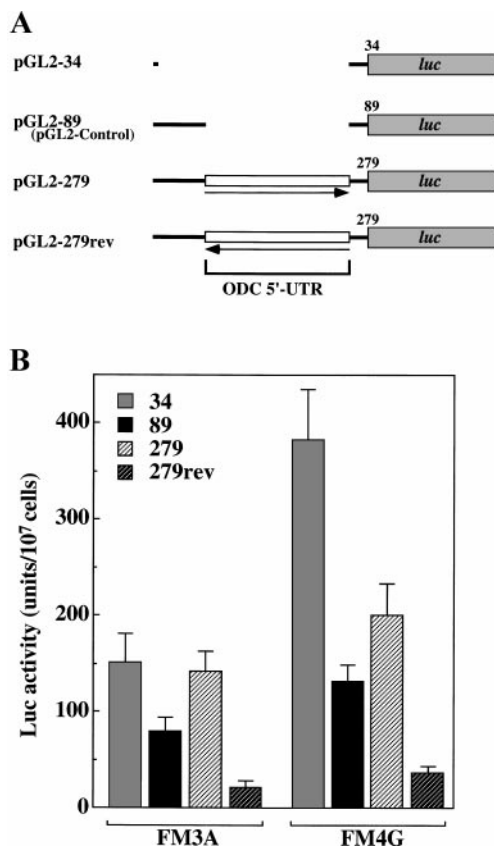 A
34
pGL2-34 luc
89
pGL2-89 luc
(pGL2-Control)
279
pGL2-279 luc
279
pGL2-279rev luc
ODC 5'-UTR
B
34
89
279
279rev
400
300
200
100
0
Luc activity (units/10⁷ cells)
FM3A FM4G